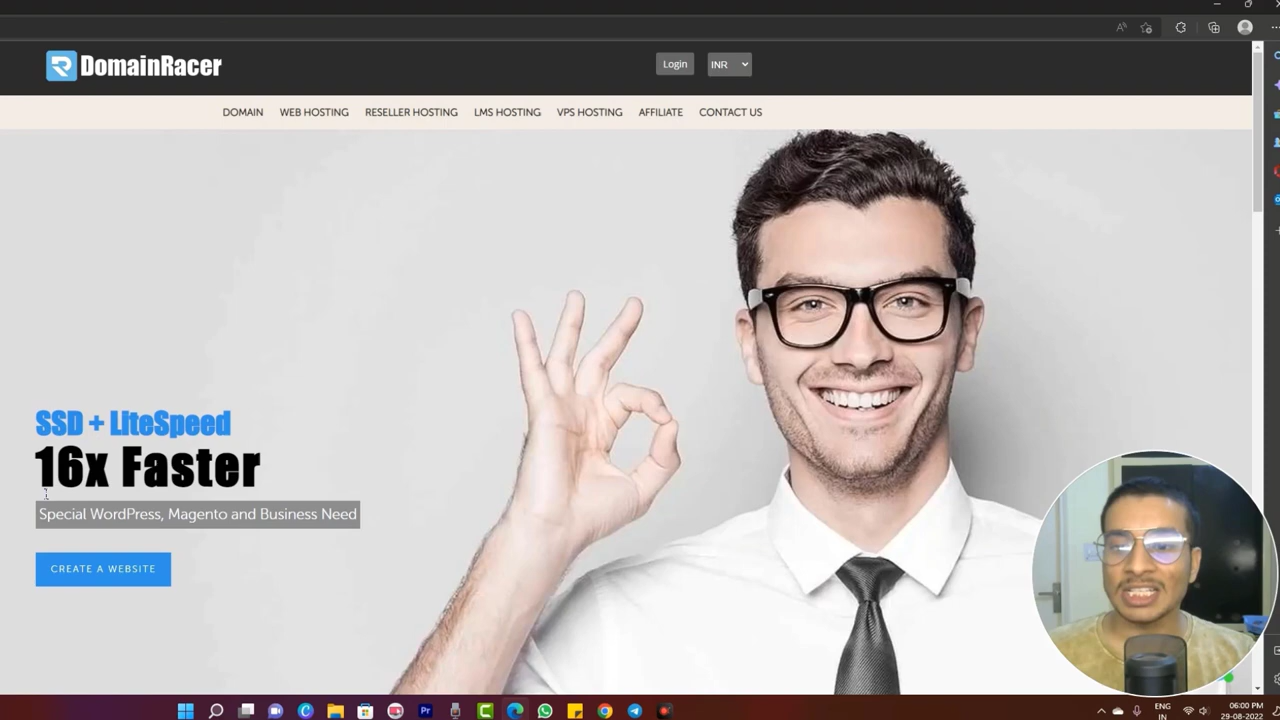 DomainRacer
Login
INR
DOMAIN WEB HOSTING RESELLER HOSTING LMS HOSTING VPS HOSTING AFFILIATE CONTACT US
SSD + LiteSpeed
16x Faster
Special WordPress, Magento and Business Need
CREATE A WEBSITE
ENG
IN
06:00 PM
29-08-2022